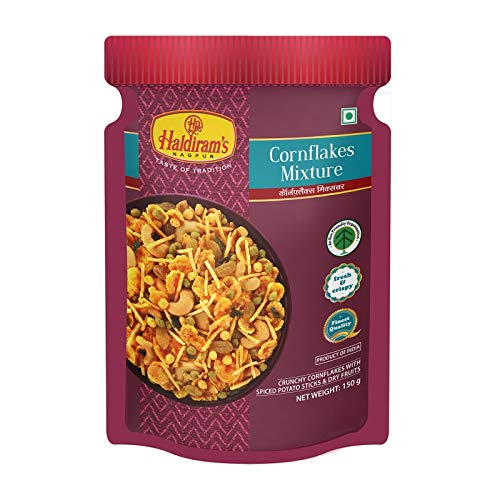 Haldiram's
NAGPUR
TASTE OF TRADITION
Cornflakes
Mixture
कॉर्नफ्लेक्स मिक्सचर
fresh
&
crispy
Finest
Quality
PRODUCT OF INDIA
CRUNCHY CORNFLAKES WITH
SPICED POTATO STICKS & DRY FRUITS
NET WEIGHT: 150 g